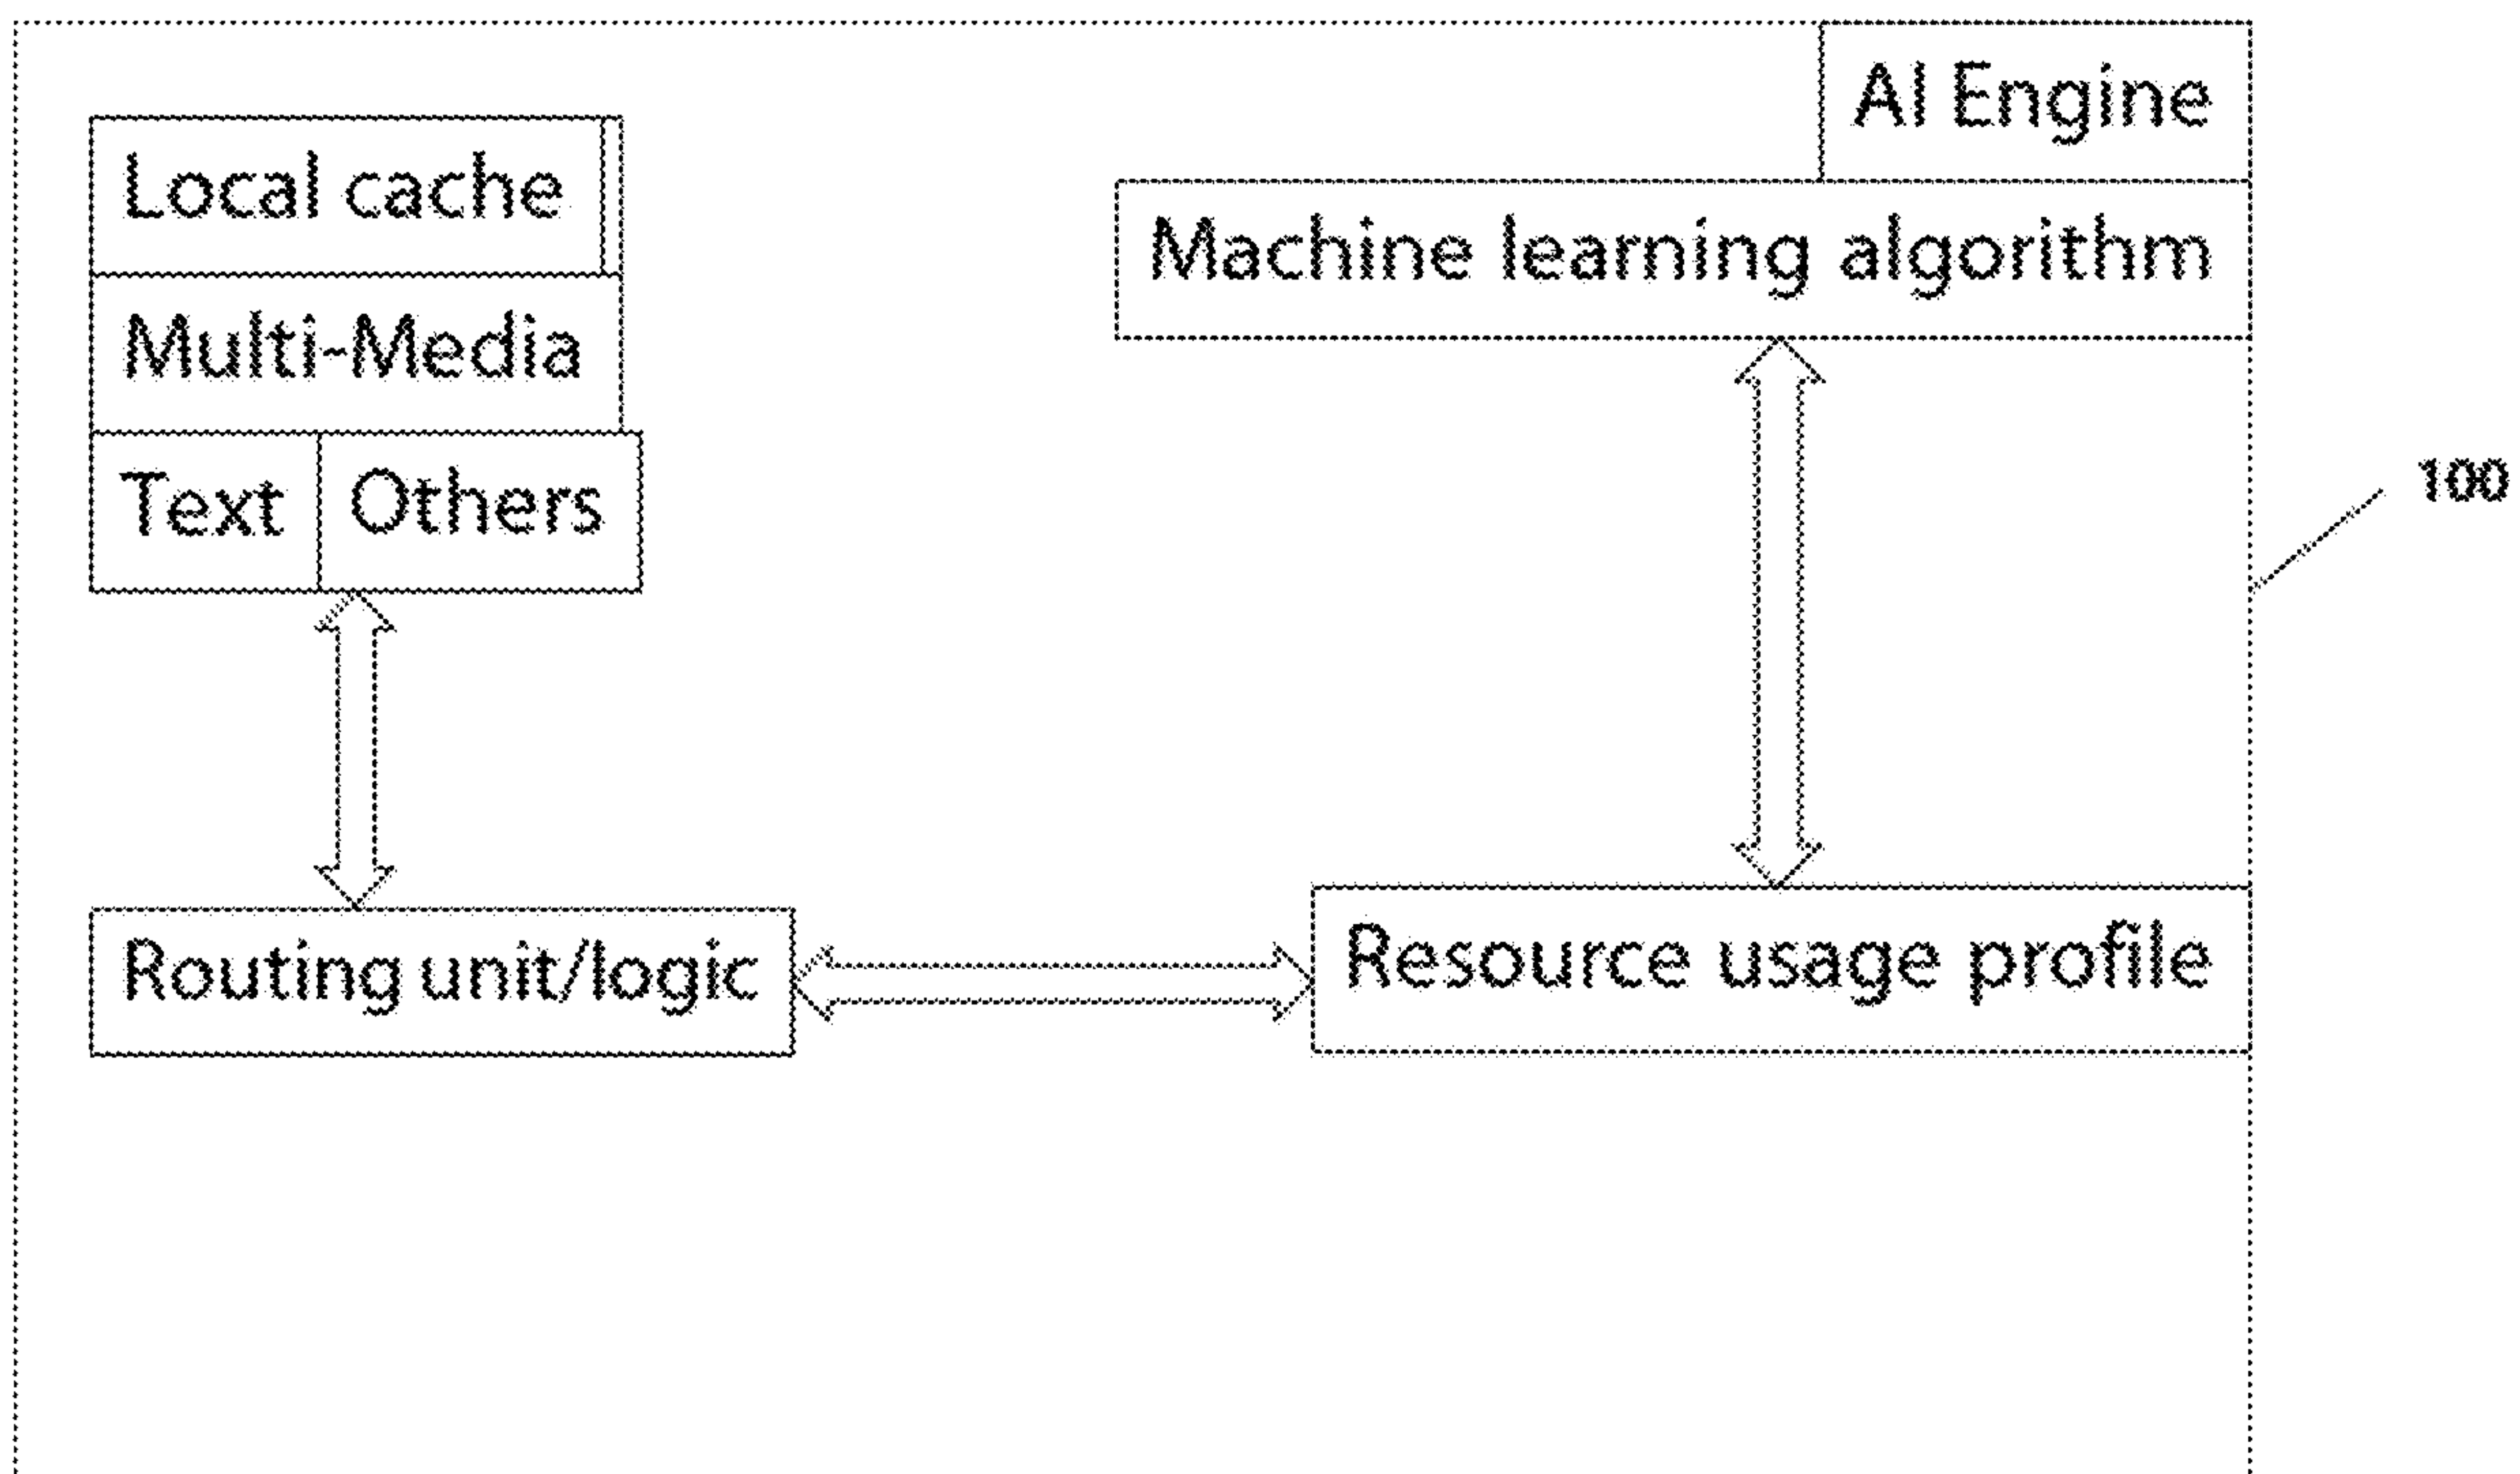 AI Engine
Local cache
Machine learning algorithm
Multi-Media
Text Others
100
Routing unit/logic
Resource usage profile